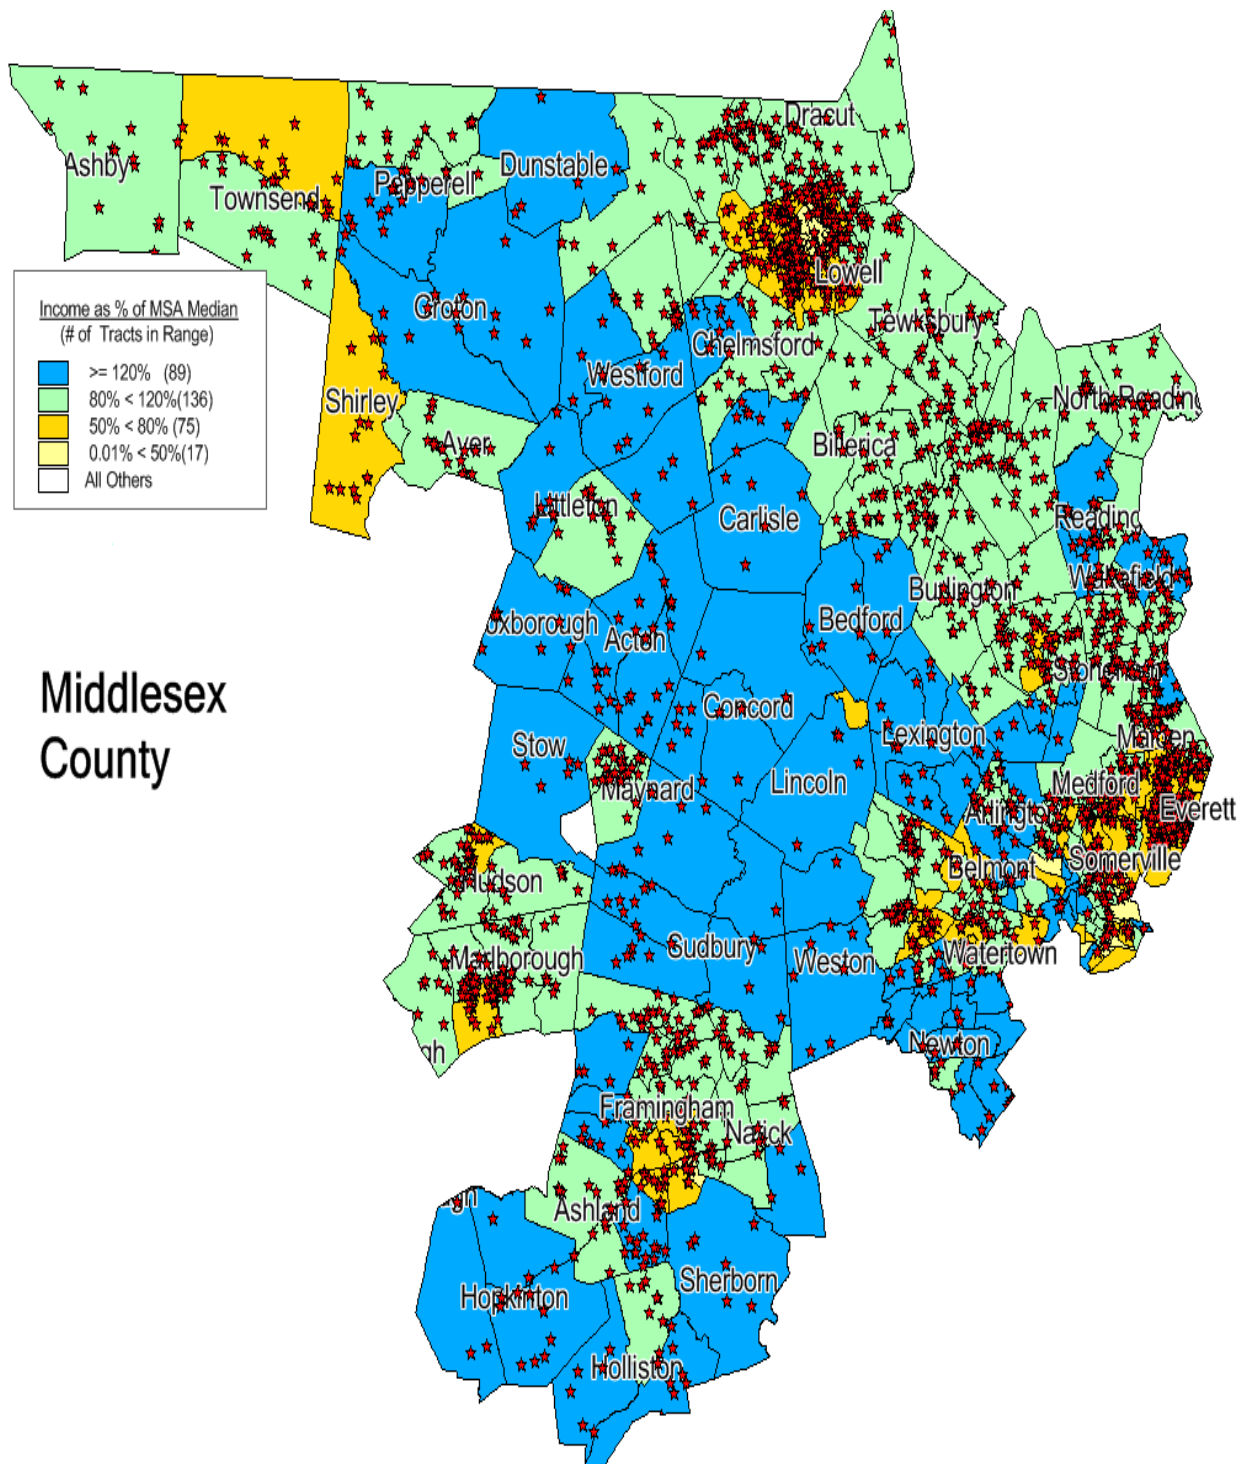 Dracut
Ashby
Dunstable
Pepperell
Townsend
Lowell
Groton
Tewksbury
Chelmsford
Westford
Income as % of MSA Median
(# of Tracts in Range)
>= 120% (89)
80% < 120%(136)
50% < 80% (75)
0.01% < 50%(17)
All Others
Shirley
North Reading
Ayer
Billerica
Littleton
Carlisle
Reading
Wakefield
Burlington
oxborough
Acton
Bedford
Stoneham
Middlesex
County
Concord
Lexington
Malden
Stow
Lincoln
Maynard
Medford
Arlington
Everett
Somerville
Belmont
Hudson
Sudbury
Watertown
Marlborough
Weston
gh
Newton
Framingham
Natick
gh
Ashland
Sherborn
Hopkinton
Holliston